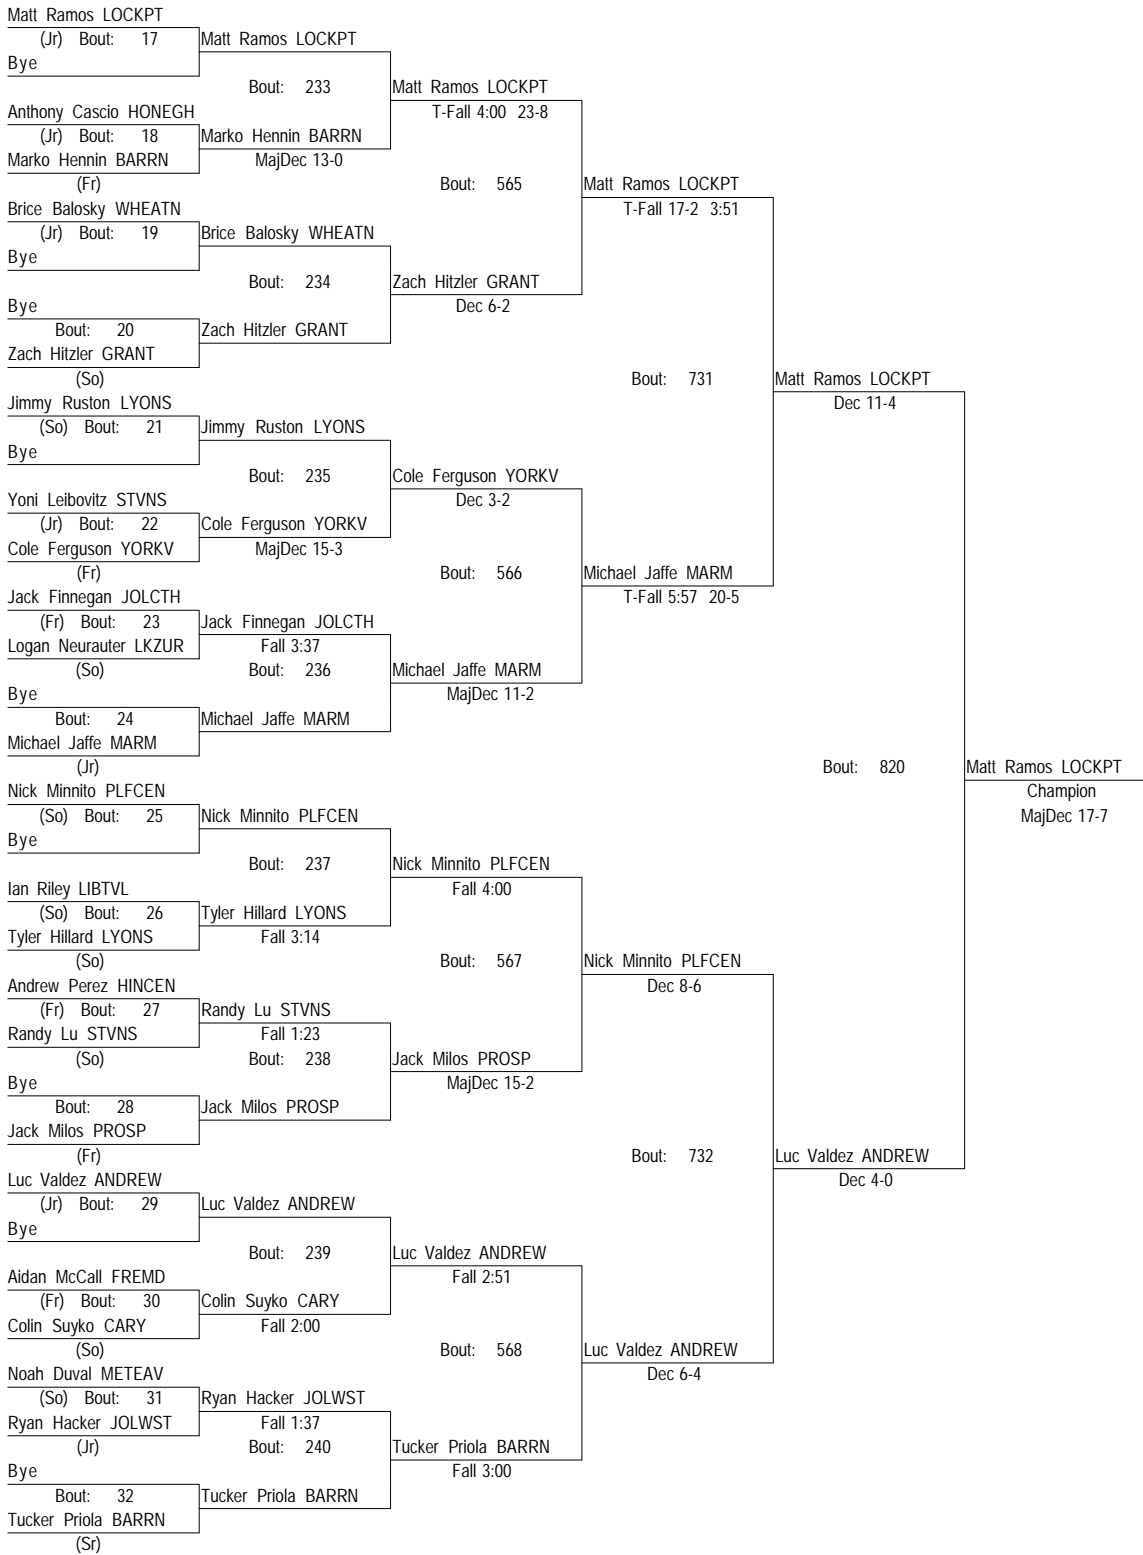 Matt Ramos LOCKPT
(Jr) Bout: 17 Matt Ramos LOCKPT
Bye
Bout: 233 Matt Ramos LOCKPT
Anthony Cascio HONEGH T-Fall 4:00 23-8
(Jr) Bout: 18 Marko Hennin BARRN
Marko Hennin BARRN MajDec 13-0
(Fr) Bout: 565 Matt Ramos LOCKPT
Brice Balosky WHEATN T-Fall 17-2 3:51
(Jr) Bout: 19 Brice Balosky WHEATN
Bye
Bout: 234 Zach Hitzler GRANT
Bye Dec 6-2
Bout: 20 Zach Hitzler GRANT
Zach Hitzler GRANT
(So) Bout: 731 Matt Ramos LOCKPT
Jimmy Ruston LYONS Dec 11-4
(So) Bout: 21 Jimmy Ruston LYONS
Bye
Bout: 235 Cole Ferguson YORKV
Yoni Leibovitz STVNS Dec 3-2
(Jr) Bout: 22 Cole Ferguson YORKV
Cole Ferguson YORKV MajDec 15-3
(Fr) Bout: 566 Michael Jaffe MARM
Jack Finnegan JOLCTH T-Fall 5:57 20-5
(Fr) Bout: 23 Jack Finnegan JOLCTH
Logan Neurauter LKZUR Fall 3:37
(So) Bout: 236 Michael Jaffe MARM
Bye MajDec 11-2
Bout: 24 Michael Jaffe MARM
Michael Jaffe MARM
(Jr) Bout: 820 Matt Ramos LOCKPT
Nick Minnito PLFCEN Champion
(So) Bout: 25 Nick Minnito PLFCEN MajDec 17-7
Bye
Bout: 237 Nick Minnito PLFCEN
Ian Riley LIBTVL Fall 4:00
(So) Bout: 26 Tyler Hillard LYONS
Tyler Hillard LYONS Fall 3:14
(So) Bout: 567 Nick Minnito PLFCEN
Andrew Perez HINCEN Dec 8-6
(Fr) Bout: 27 Randy Lu STVNS
Randy Lu STVNS Fall 1:23
(So) Bout: 238 Jack Milos PROSP
Bye MajDec 15-2
Bout: 28 Jack Milos PROSP
Jack Milos PROSP
(Fr) Bout: 732 Luc Valdez ANDREW
Luc Valdez ANDREW Dec 4-0
(Jr) Bout: 29 Luc Valdez ANDREW
Bye
Bout: 239 Luc Valdez ANDREW
Aidan McCall FREMD Fall 2:51
(Fr) Bout: 30 Colin Suyko CARY
Colin Suyko CARY Fall 2:00
(So) Bout: 568 Luc Valdez ANDREW
Noah Duval METEAV Dec 6-4
(So) Bout: 31 Ryan Hacker JOLWST
Ryan Hacker JOLWST Fall 1:37
(Jr) Bout: 240 Tucker Priola BARRN
Bye Fall 3:00
Bout: 32 Tucker Priola BARRN
Tucker Priola BARRN
(Sr)